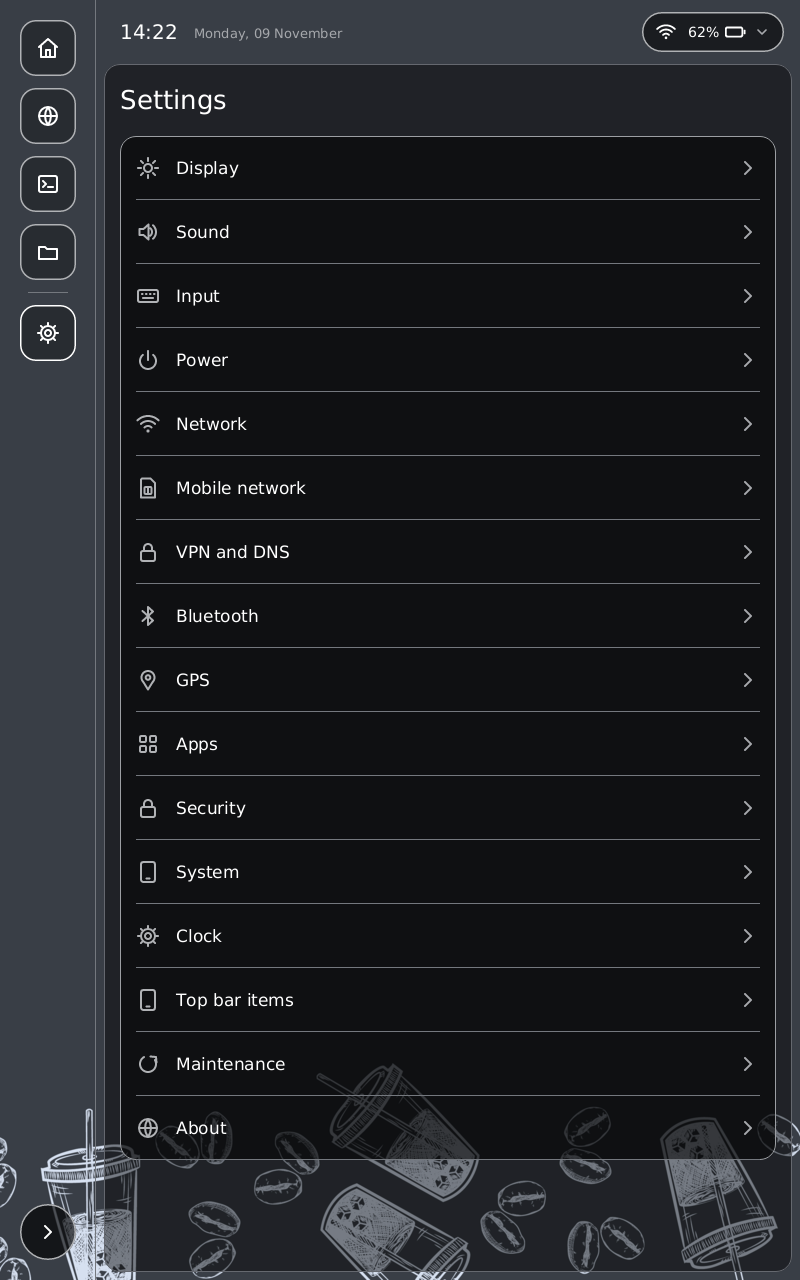 14:22 Monday, 09 November 62%
Settings
Display
Sound
Input
Power
Network
Mobile network
VPN and DNS
Bluetooth
GPS
Apps
Security
System
Clock
Top bar items
Maintenance
About